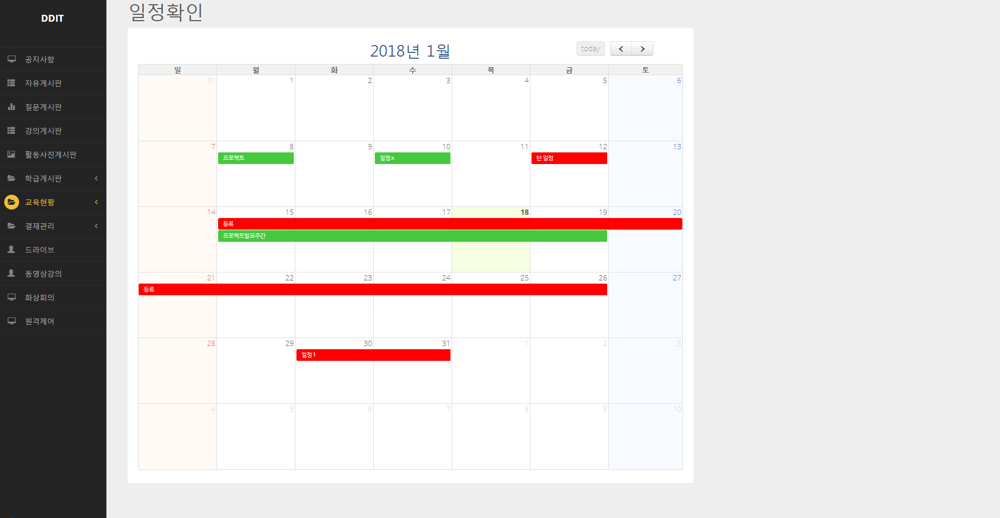 DDIT
공지사항
자유게시판
질문게시판
강의게시판
활동사진게시판
학급게시판
교육현황
결재관리
드라이브
동영상강의
화상회의
원격제어
일정확인
2018년 1월
today
일 월 화 수 목 금 토
31 1 2 3 4 5 6
7 8 9 10 11 12 13
프로젝트 일정x 반 일정
14 15 16 17 18 19 20
등록
프로젝트발표주간
21 22 23 24 25 26 27
등록
28 29 30 31 1 2 3
일정1
4 5 6 7 8 9 10